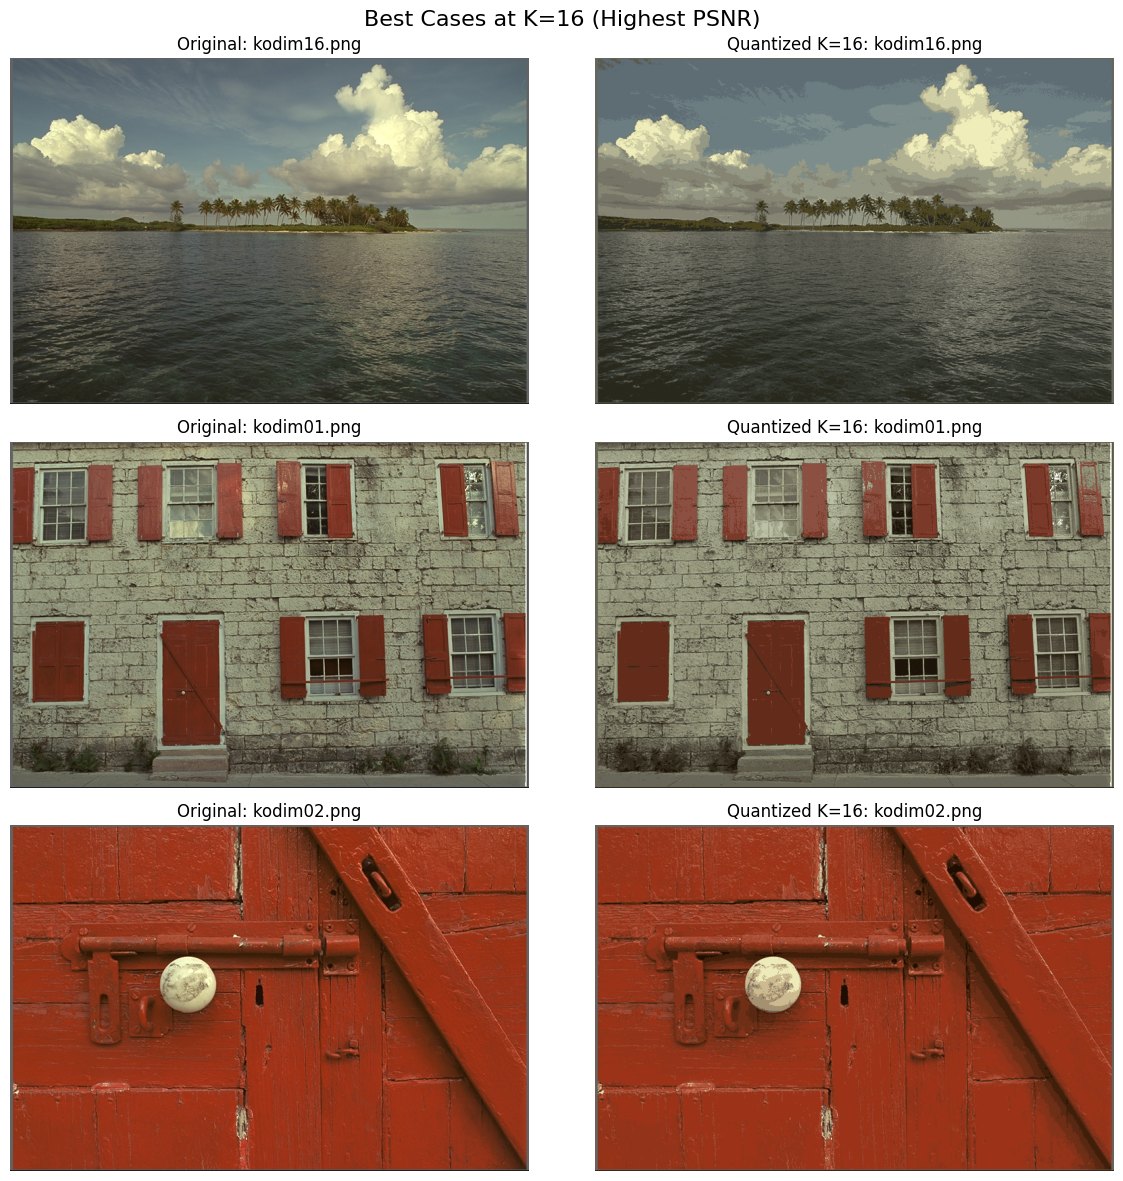 Best Cases at K=16 (Highest PSNR)
Original: kodim16.png
Quantized K=16: kodim16.png
Original: kodim01.png
Quantized K=16: kodim01.png
Original: kodim02.png
Quantized K=16: kodim02.png